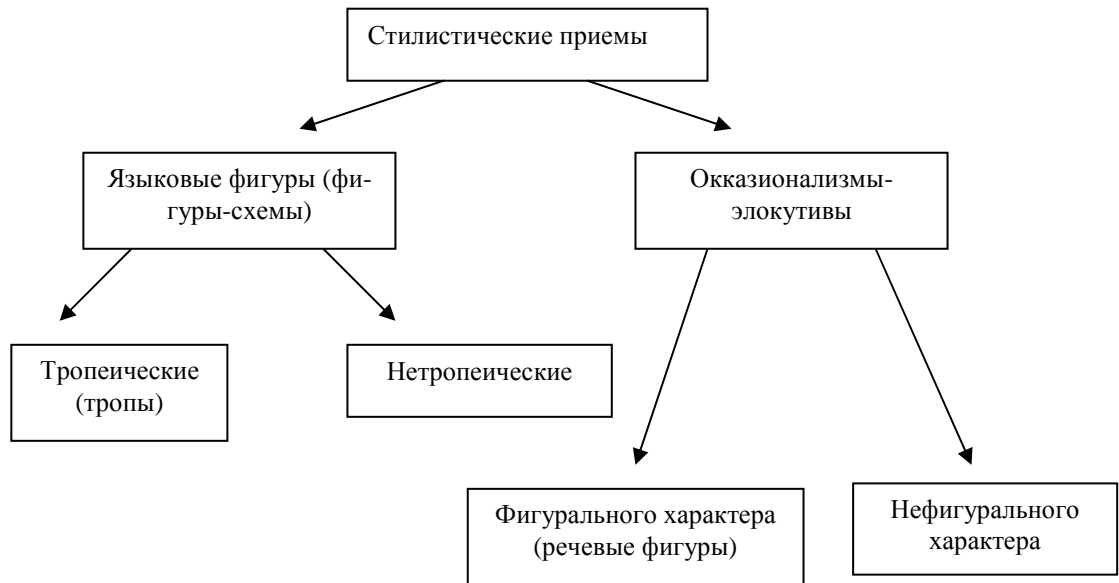 Стилистические приемы
Языковые фигуры (фи-
гуры-схемы)
Окказионализмы-
элокутивы
Тропеические
(тропы)
Нетропеические
Фигурального характера
(речевые фигуры)
Нефигурального
характера